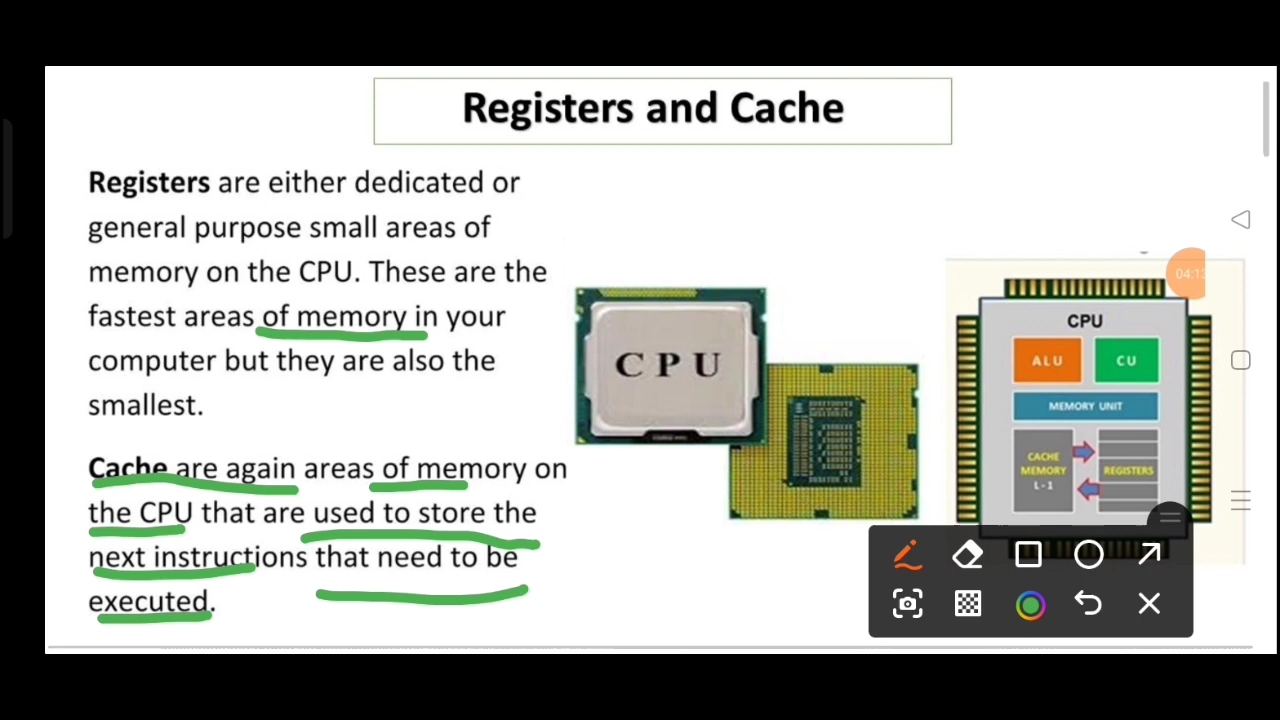 Registers and Cache
Registers are either dedicated or
general purpose small areas of
memory on the CPU. These are the
fastest areas of memory in your
computer but they are also the
smallest.
Cache are again areas of memory on
the CPU that are used to store the
next instructions that need to be
executed.
CPU
CPU
ALU
CU
MEMORY UNIT
CACHE
MEMORY
L-1
REGISTERS